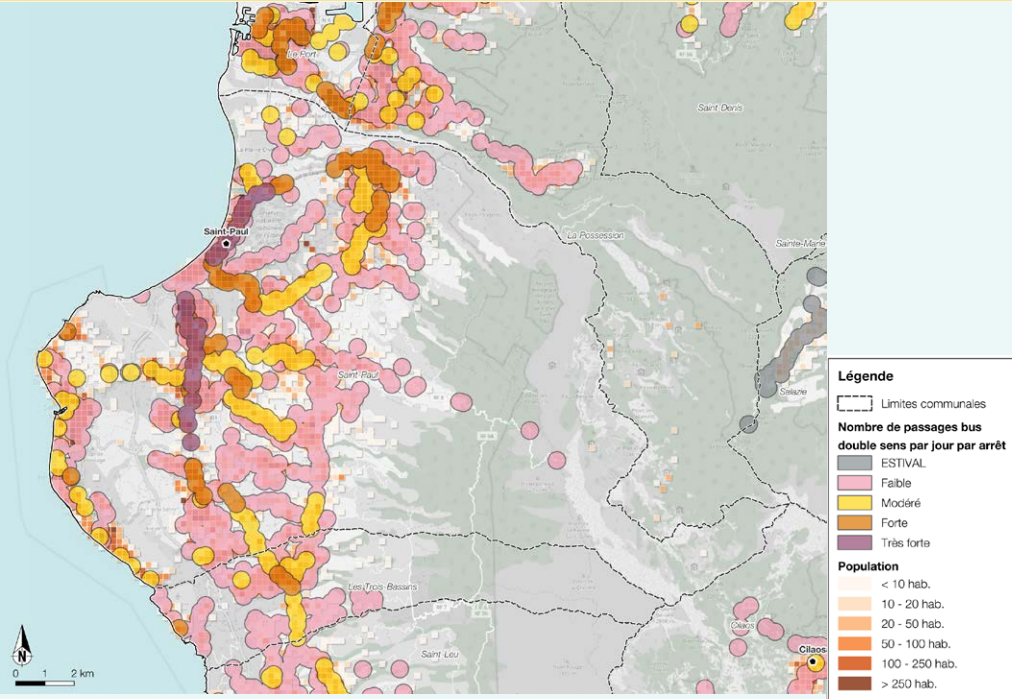 Le Port
Saint-Denis
Saint-Paul
La Possession
Sainte-Marie
Saint-Paul
Salazie
Les Trois-Bassins
Saint-Leu
Cilaos
Cilaos
N
0 1 2 km
Légende
Limites communales
Nombre de passages bus
double sens par jour par arrêt
ESTIVAL
Faible
Modéré
Forte
Très forte
Population
< 10 hab.
10 - 20 hab.
20 - 50 hab.
50 - 100 hab.
100 - 250 hab.
> 250 hab.